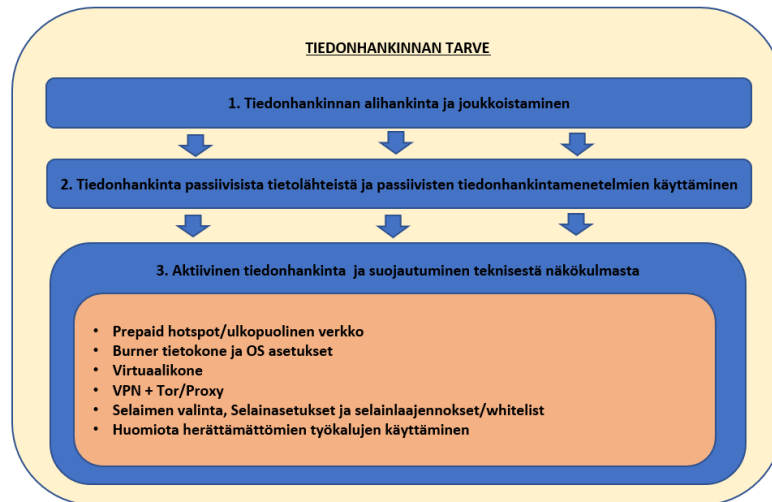 TIEDONHANKINNAN TARVE
1. Tiedonhankinnan alihankinta ja joukkoistaminen
2. Tiedonhankinta passiivisista tietolähteistä ja passiivisten tiedonhankintamenetelmien käyttäminen
3. Aktiivinen tiedonhankinta ja suojautuminen teknisestä näkökulmasta
• Prepaid hotspot/ulkopuolinen verkko
• Burner tietokone ja OS asetukset
• Virtuaalikone
• VPN + Tor/Proxy
• Selaimen valinta, Selainasetukset ja selainlaajennokset/whitelist
• Huomiota herättämättömien työkalujen käyttäminen